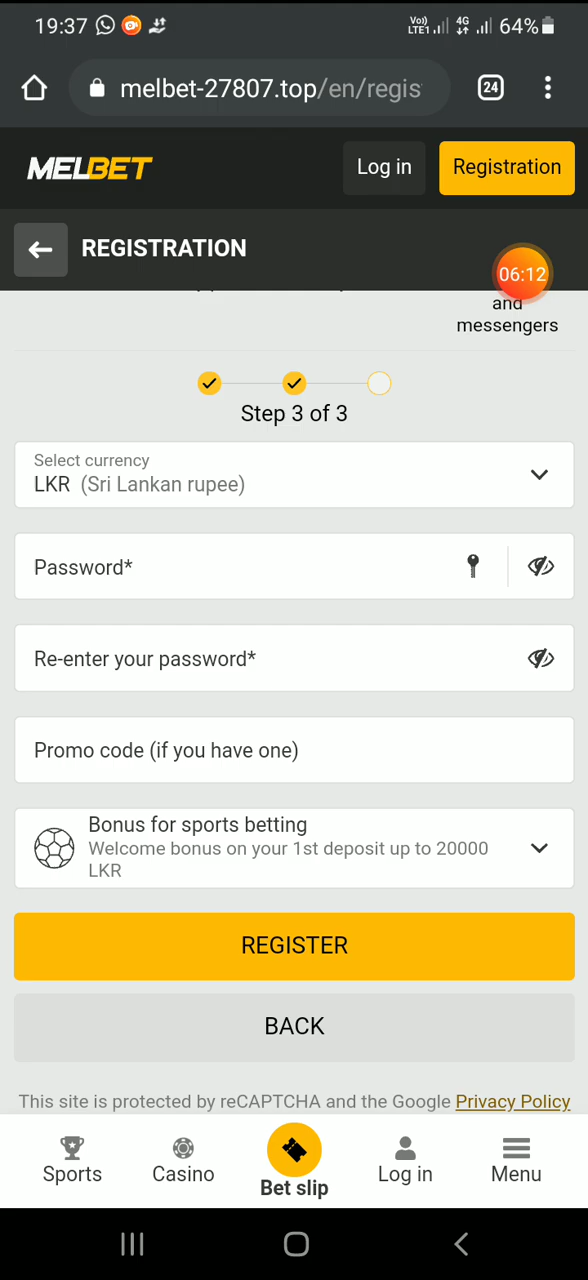 19:37 Vo)) LTE1 4G 64%
melbet-27807.top/en/regis 24
MELBET Log in Registration
REGISTRATION
06:12
and
messengers
Step 3 of 3
Select currency
LKR (Sri Lankan rupee)
Password*
Re-enter your password*
Promo code (if you have one)
Bonus for sports betting
Welcome bonus on your 1st deposit up to 20000
LKR
REGISTER
BACK
This site is protected by reCAPTCHA and the Google Privacy Policy
Sports Casino Bet slip Log in Menu